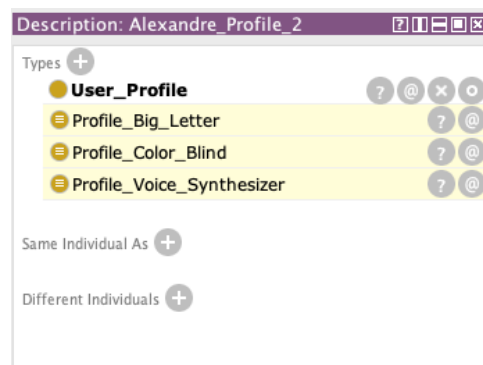 Description: Alexandre_Profile_2
Types
User_Profile
Profile_Big_Letter
Profile_Color_Blind
Profile_Voice_Synthesizer
Same Individual As
Different Individuals